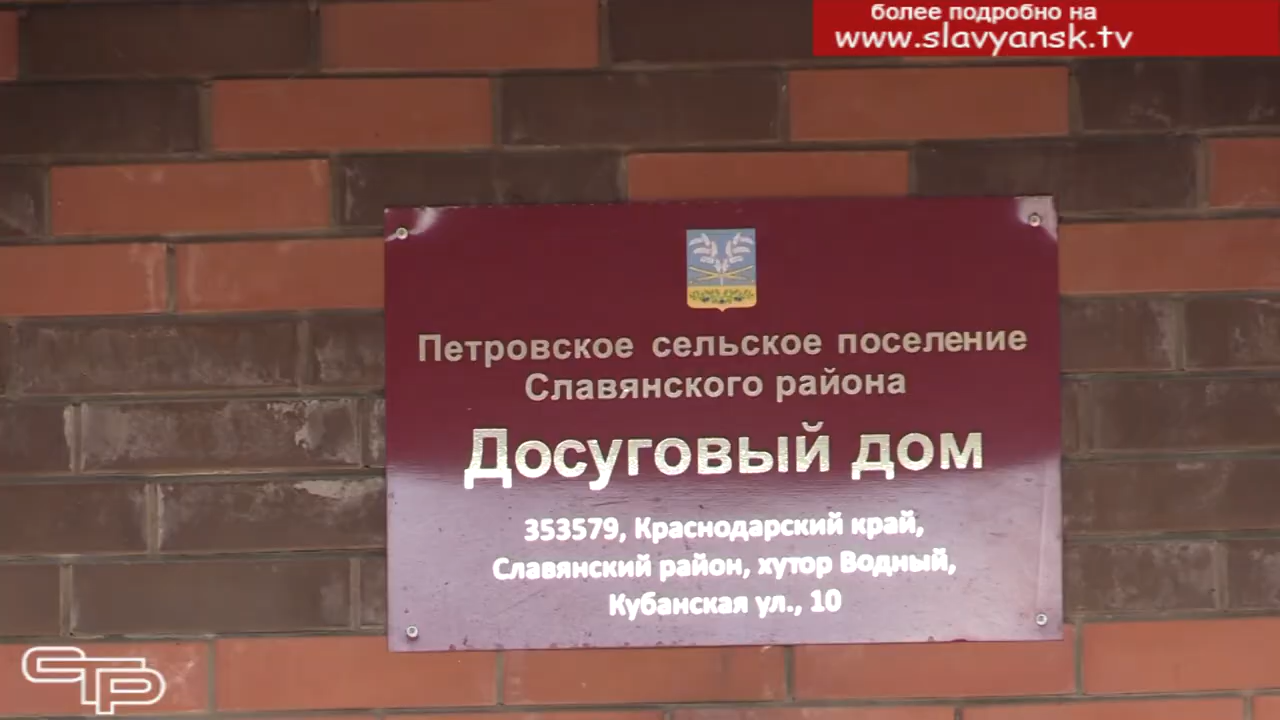 более подробно на
www.slavyansk.tv
Петровское сельское поселение
Славянского района
Досуговый дом
353579, Краснодарский край,
Славянский район, хутор Водный,
Кубанская ул., 10
СТР